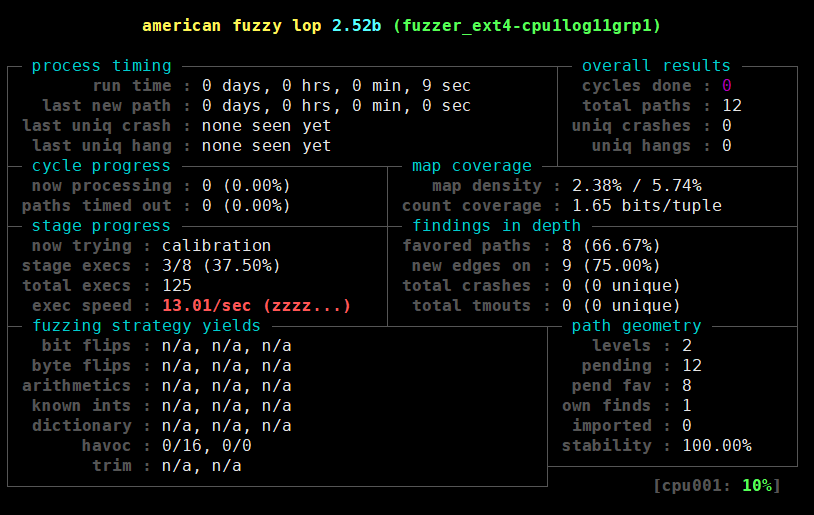 american fuzzy lop 2.52b (fuzzer_ext4-cpu1log11grp1)
process timing overall results
run time : 0 days, 0 hrs, 0 min, 9 sec cycles done : 0
last new path : 0 days, 0 hrs, 0 min, 0 sec total paths : 12
last uniq crash : none seen yet uniq crashes : 0
last uniq hang : none seen yet uniq hangs : 0
cycle progress map coverage
now processing : 0 (0.00%) map density : 2.38% / 5.74%
paths timed out : 0 (0.00%) count coverage : 1.65 bits/tuple
stage progress findings in depth
now trying : calibration favored paths : 8 (66.67%)
stage execs : 3/8 (37.50%) new edges on : 9 (75.00%)
total execs : 125 total crashes : 0 (0 unique)
exec speed : 13.01/sec (zzzz...) total tmouts : 0 (0 unique)
fuzzing strategy yields path geometry
bit flips : n/a, n/a, n/a levels : 2
byte flips : n/a, n/a, n/a pending : 12
arithmetics : n/a, n/a, n/a pend fav : 8
known ints : n/a, n/a, n/a own finds : 1
dictionary : n/a, n/a, n/a imported : 0
havoc : 0/16, 0/0 stability : 100.00%
trim : n/a, n/a
[cpu001: 10%]